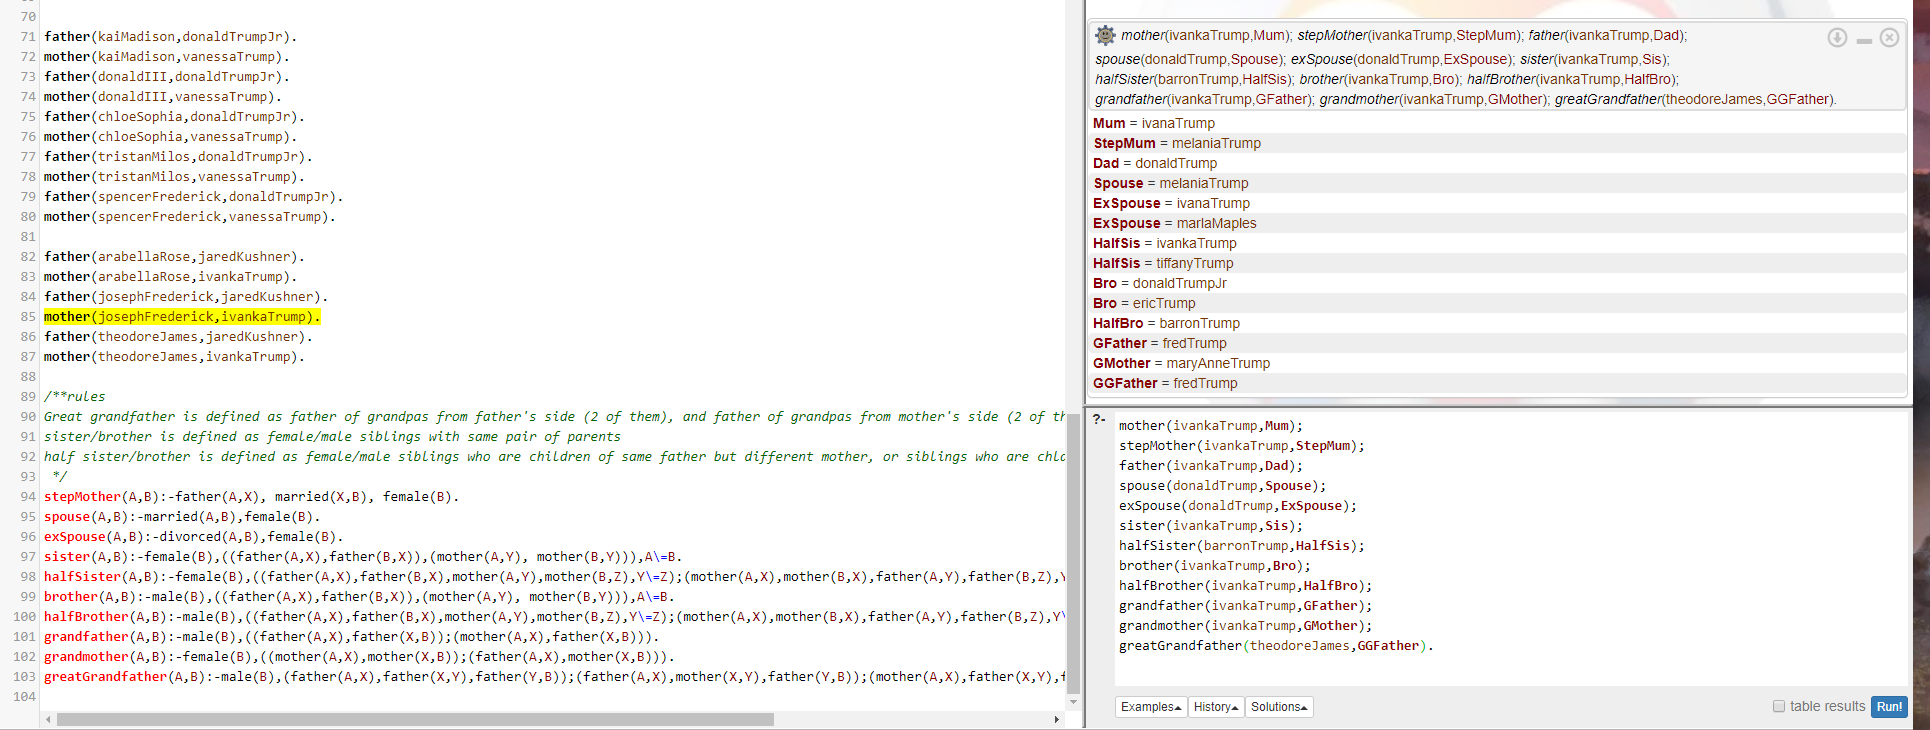 70
71 father(kaiMadison,donaldTrumpJr).
72 mother(kaiMadison,vanessaTrump).
73 father(donaldIII,donaldTrumpJr).
74 mother(donaldIII,vanessaTrump).
75 father(chloeSophia,donaldTrumpJr).
76 mother(chloeSophia,vanessaTrump).
77 father(tristanMilos,donaldTrumpJr).
78 mother(tristanMilos,vanessaTrump).
79 father(spencerFrederick,donaldTrumpJr).
80 mother(spencerFrederick,vanessaTrump).
81
82 father(arabellaRose,jaredKushner).
83 mother(arabellaRose,ivankaTrump).
84 father(josephFrederick,jaredKushner).
85 mother(josephFrederick,ivankaTrump).
86 father(theodoreJames,jaredKushner).
87 mother(theodoreJames,ivankaTrump).
88
89 /**rules
90 Great grandfather is defined as father of grandpas from father's side (2 of them), and father of grandpas from mother's side (2 of th
91 sister/brother is defined as female/male siblings with same pair of parents
92 half sister/brother is defined as female/male siblings who are children of same father but different mother, or siblings who are chld
93 */
94 stepMother(A,B):-father(A,X), married(X,B), female(B).
95 spouse(A,B):-married(A,B),female(B).
96 exSpouse(A,B):-divorced(A,B),female(B).
97 sister(A,B):-female(B),((father(A,X),father(B,X)),(mother(A,Y), mother(B,Y))),A\=B.
98 halfSister(A,B):-female(B),((father(A,X),father(B,X),mother(A,Y),mother(B,Z),Y\=Z);(mother(A,X),mother(B,X),father(A,Y),father(B,Z),Y
99 brother(A,B):-male(B),((father(A,X),father(B,X)),(mother(A,Y), mother(B,Y))),A\=B.
100 halfBrother(A,B):-male(B),((father(A,X),father(B,X),mother(A,Y),mother(B,Z),Y\=Z);(mother(A,X),mother(B,X),father(A,Y),father(B,Z),Y\
101 grandfather(A,B):-male(B),((father(A,X),father(X,B));(mother(A,X),father(X,B))).
102 grandmother(A,B):-female(B),((mother(A,X),mother(X,B));(father(A,X),mother(X,B))).
103 greatGrandfather(A,B):-male(B),(father(A,X),father(X,Y),father(Y,B));(father(A,X),mother(X,Y),father(Y,B));(mother(A,X),father(X,Y),f
104
mother(ivankaTrump,Mum); stepMother(ivankaTrump,StepMum); father(ivankaTrump,Dad);
spouse(donaldTrump,Spouse); exSpouse(donaldTrump,ExSpouse); sister(ivankaTrump,Sis);
halfSister(barronTrump,HalfSis); brother(ivankaTrump,Bro); halfBrother(ivankaTrump,HalfBro);
grandfather(ivankaTrump,GFather); grandmother(ivankaTrump,GMother); greatGrandfather(theodoreJames,GGFather).
Mum = ivanaTrump
StepMum = melaniaTrump
Dad = donaldTrump
Spouse = melaniaTrump
ExSpouse = ivanaTrump
ExSpouse = marlaMaples
HalfSis = ivankaTrump
HalfSis = tiffanyTrump
Bro = donaldTrumpJr
Bro = ericTrump
HalfBro = barronTrump
GFather = fredTrump
GMother = maryAnneTrump
GGFather = fredTrump
?- mother(ivankaTrump,Mum);
stepMother(ivankaTrump,StepMum);
father(ivankaTrump,Dad);
spouse(donaldTrump,Spouse);
exSpouse(donaldTrump,ExSpouse);
sister(ivankaTrump,Sis);
halfSister(barronTrump,HalfSis);
brother(ivankaTrump,Bro);
halfBrother(ivankaTrump,HalfBro);
grandfather(ivankaTrump,GFather);
grandmother(ivankaTrump,GMother);
greatGrandfather(theodoreJames,GGFather).
Examples History Solutions table results Run!